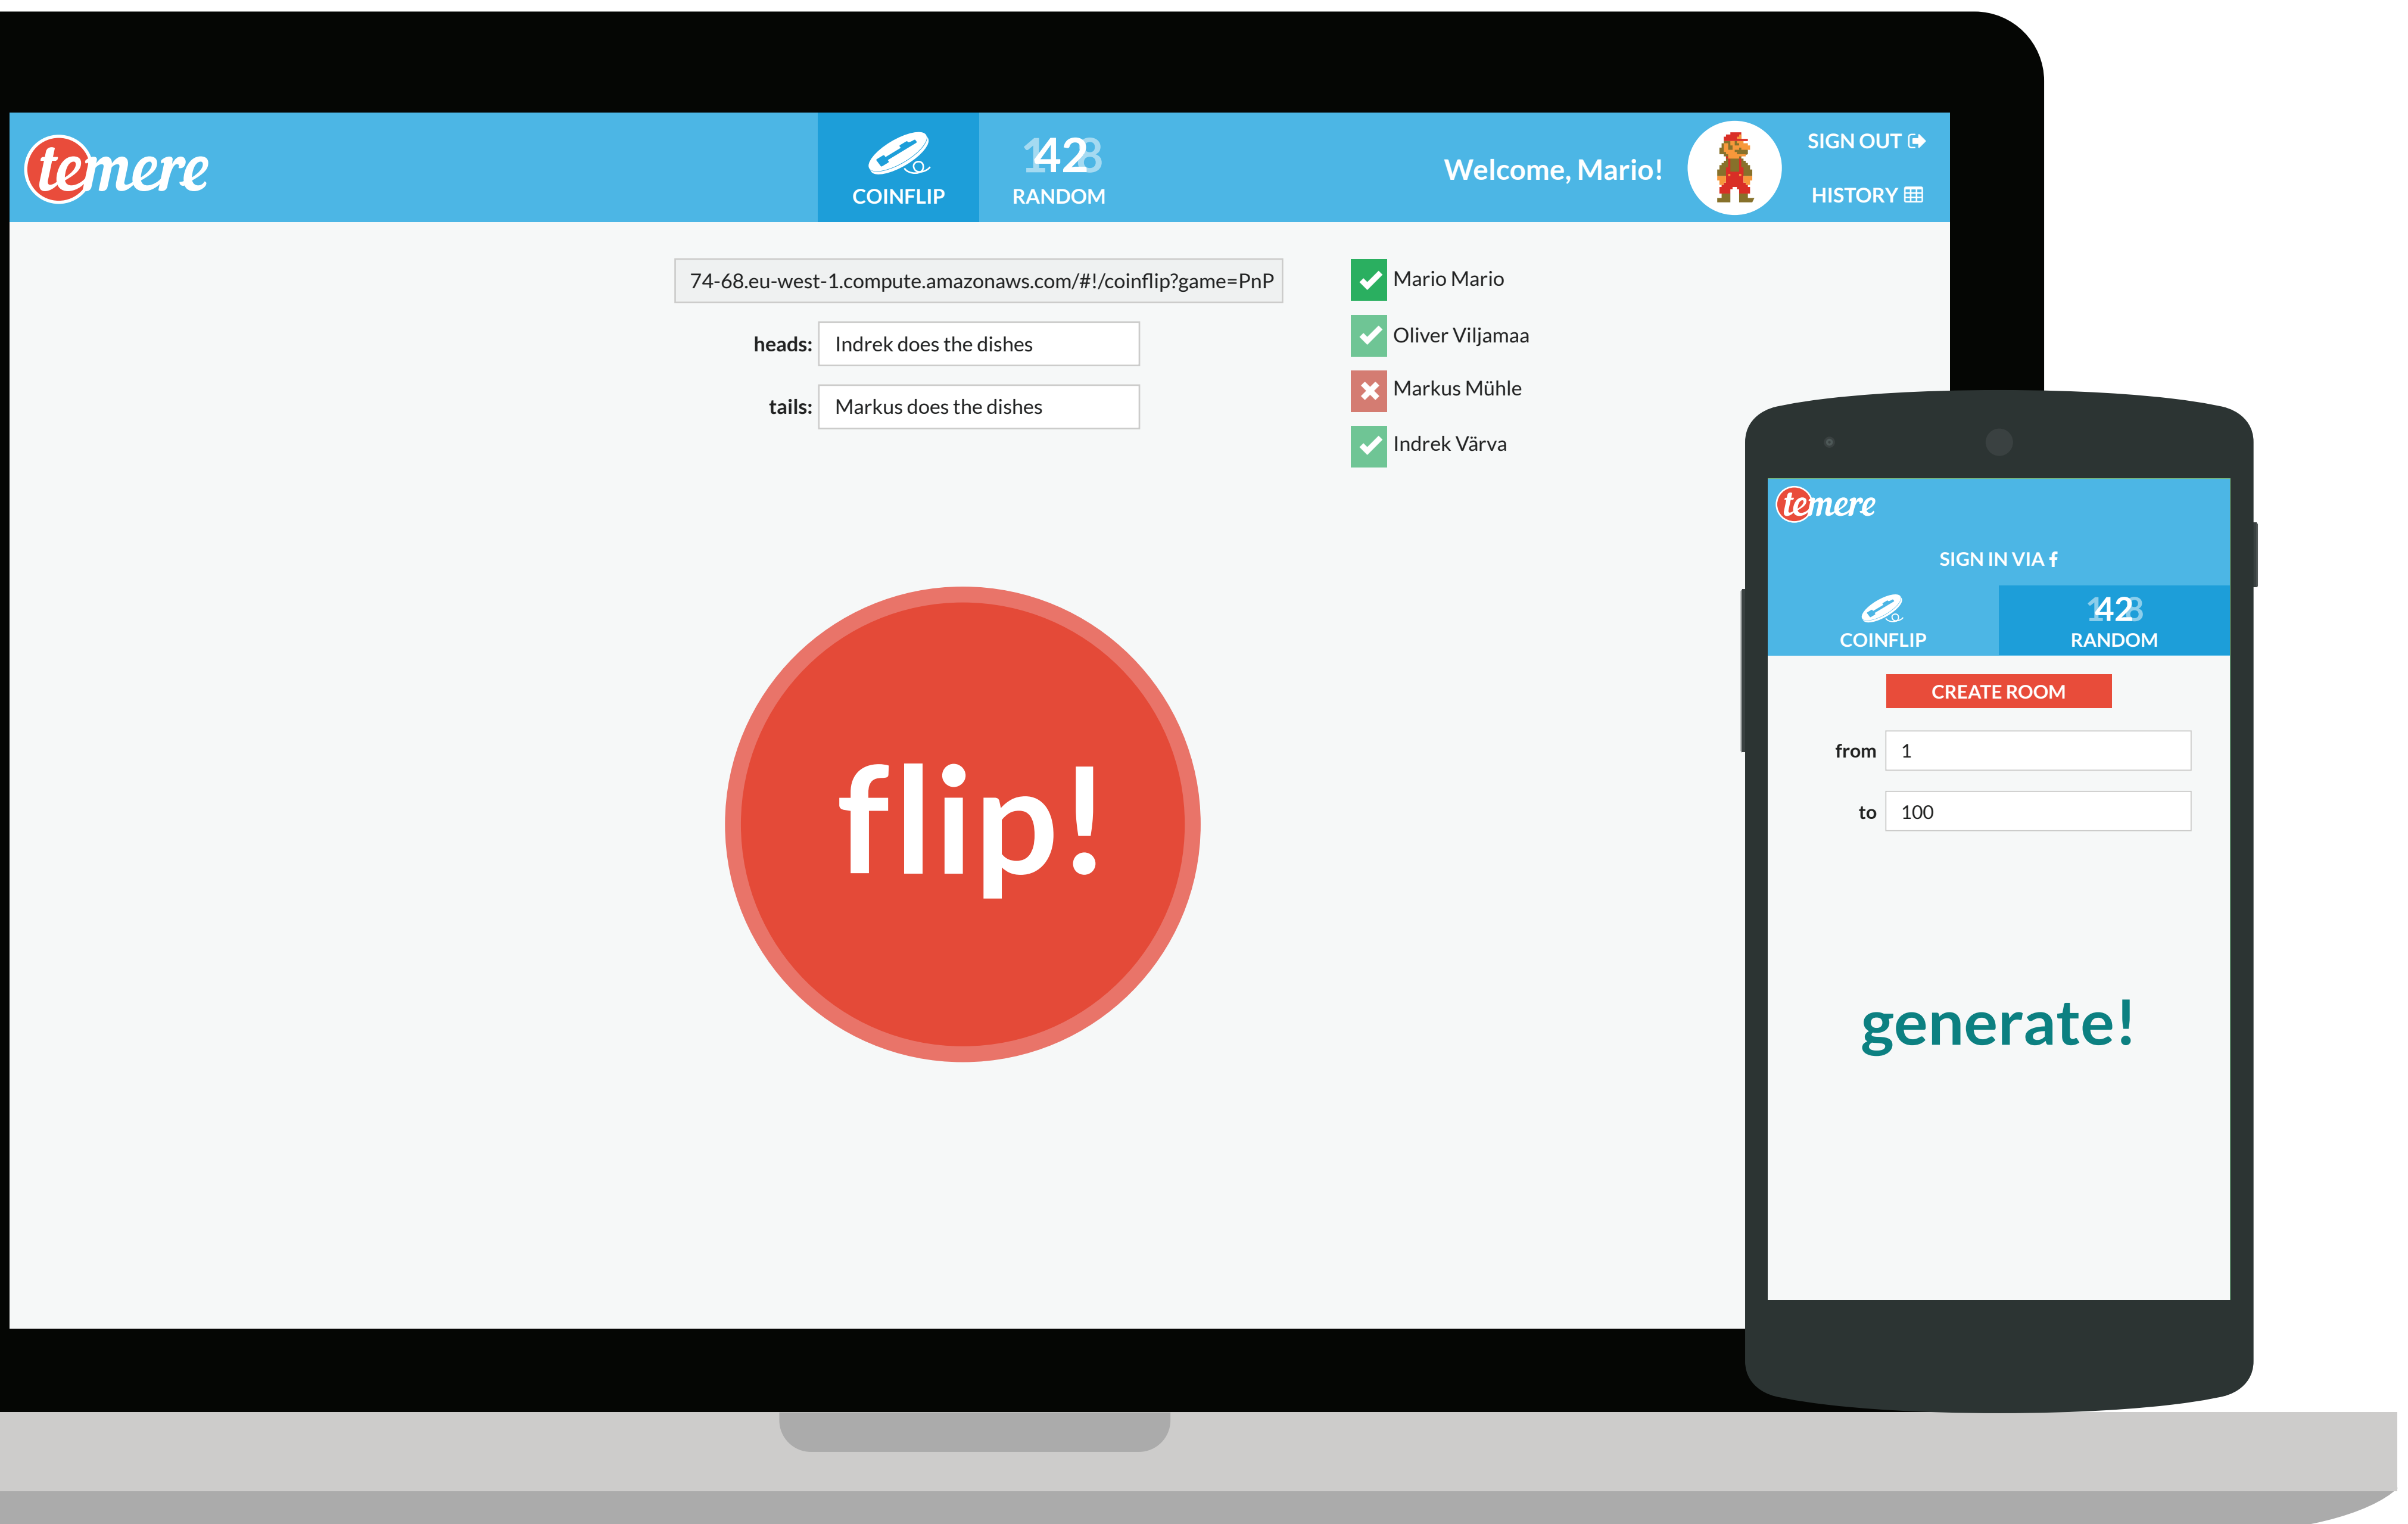 temere
COINFLIP
1428
RANDOM
Welcome, Mario!
SIGN OUT
HISTORY
74-68.eu-west-1.compute.amazonaws.com/#!/coinflip?game=PnP
heads: Indrek does the dishes
tails: Markus does the dishes
Mario Mario
Oliver Viljamaa
Markus Mühle
Indrek Värva
flip!
temere
SIGN IN VIA f
COINFLIP
1428
RANDOM
CREATE ROOM
from 1
to 100
generate!